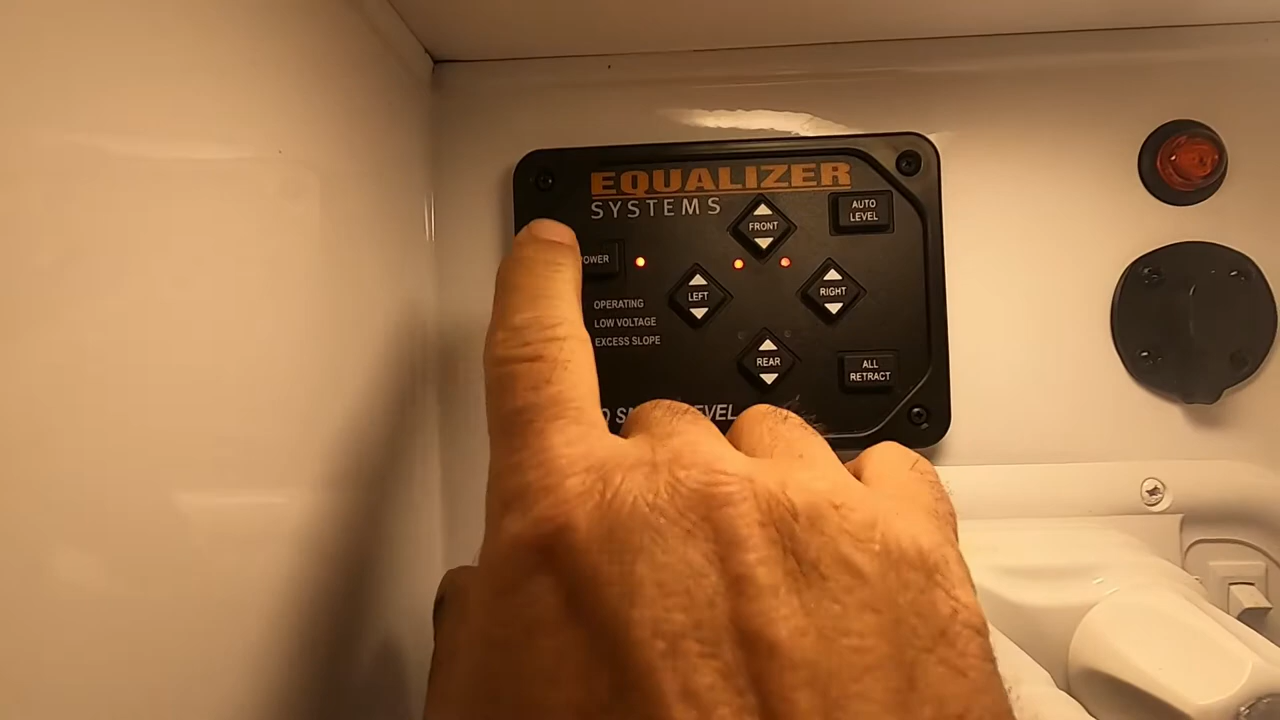 EQUALIZER
SYSTEMS
FRONT
AUTO
LEVEL
OWER
LEFT
RIGHT
OPERATING
LOW VOLTAGE
EXCESS SLOPE
REAR
ALL
RETRACT